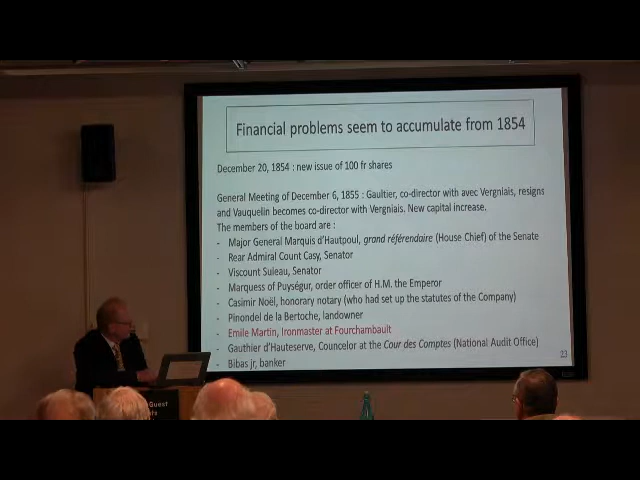 Financial problems seem to accumulate from 1854
December 20, 1854 : new issue of 100 fr shares
General Meeting of December 6, 1855 : Gaultier, co-director with avec Vergniais, resigns
and Vauquelin becomes co-director with Vergniais. New capital increase.
The members of the board are :
- Major General Marquis d'Hautpoul, grand référendaire (House Chief) of the Senate
- Rear Admiral Count Casy, Senator
- Viscount Suleau, Senator
- Marquess of Puységur, order officer of H.M. the Emperor
- Casimir Noël, honorary notary (who had set up the statutes of the Company)
- Pinondel de la Bertoche, landowner
- Emile Martin, Ironmaster at Fourchambault
- Gauthier d'Hauteserve, Councelor at the Cour des Comptes (National Audit Office)
- Bibas jr, banker
23
Guest